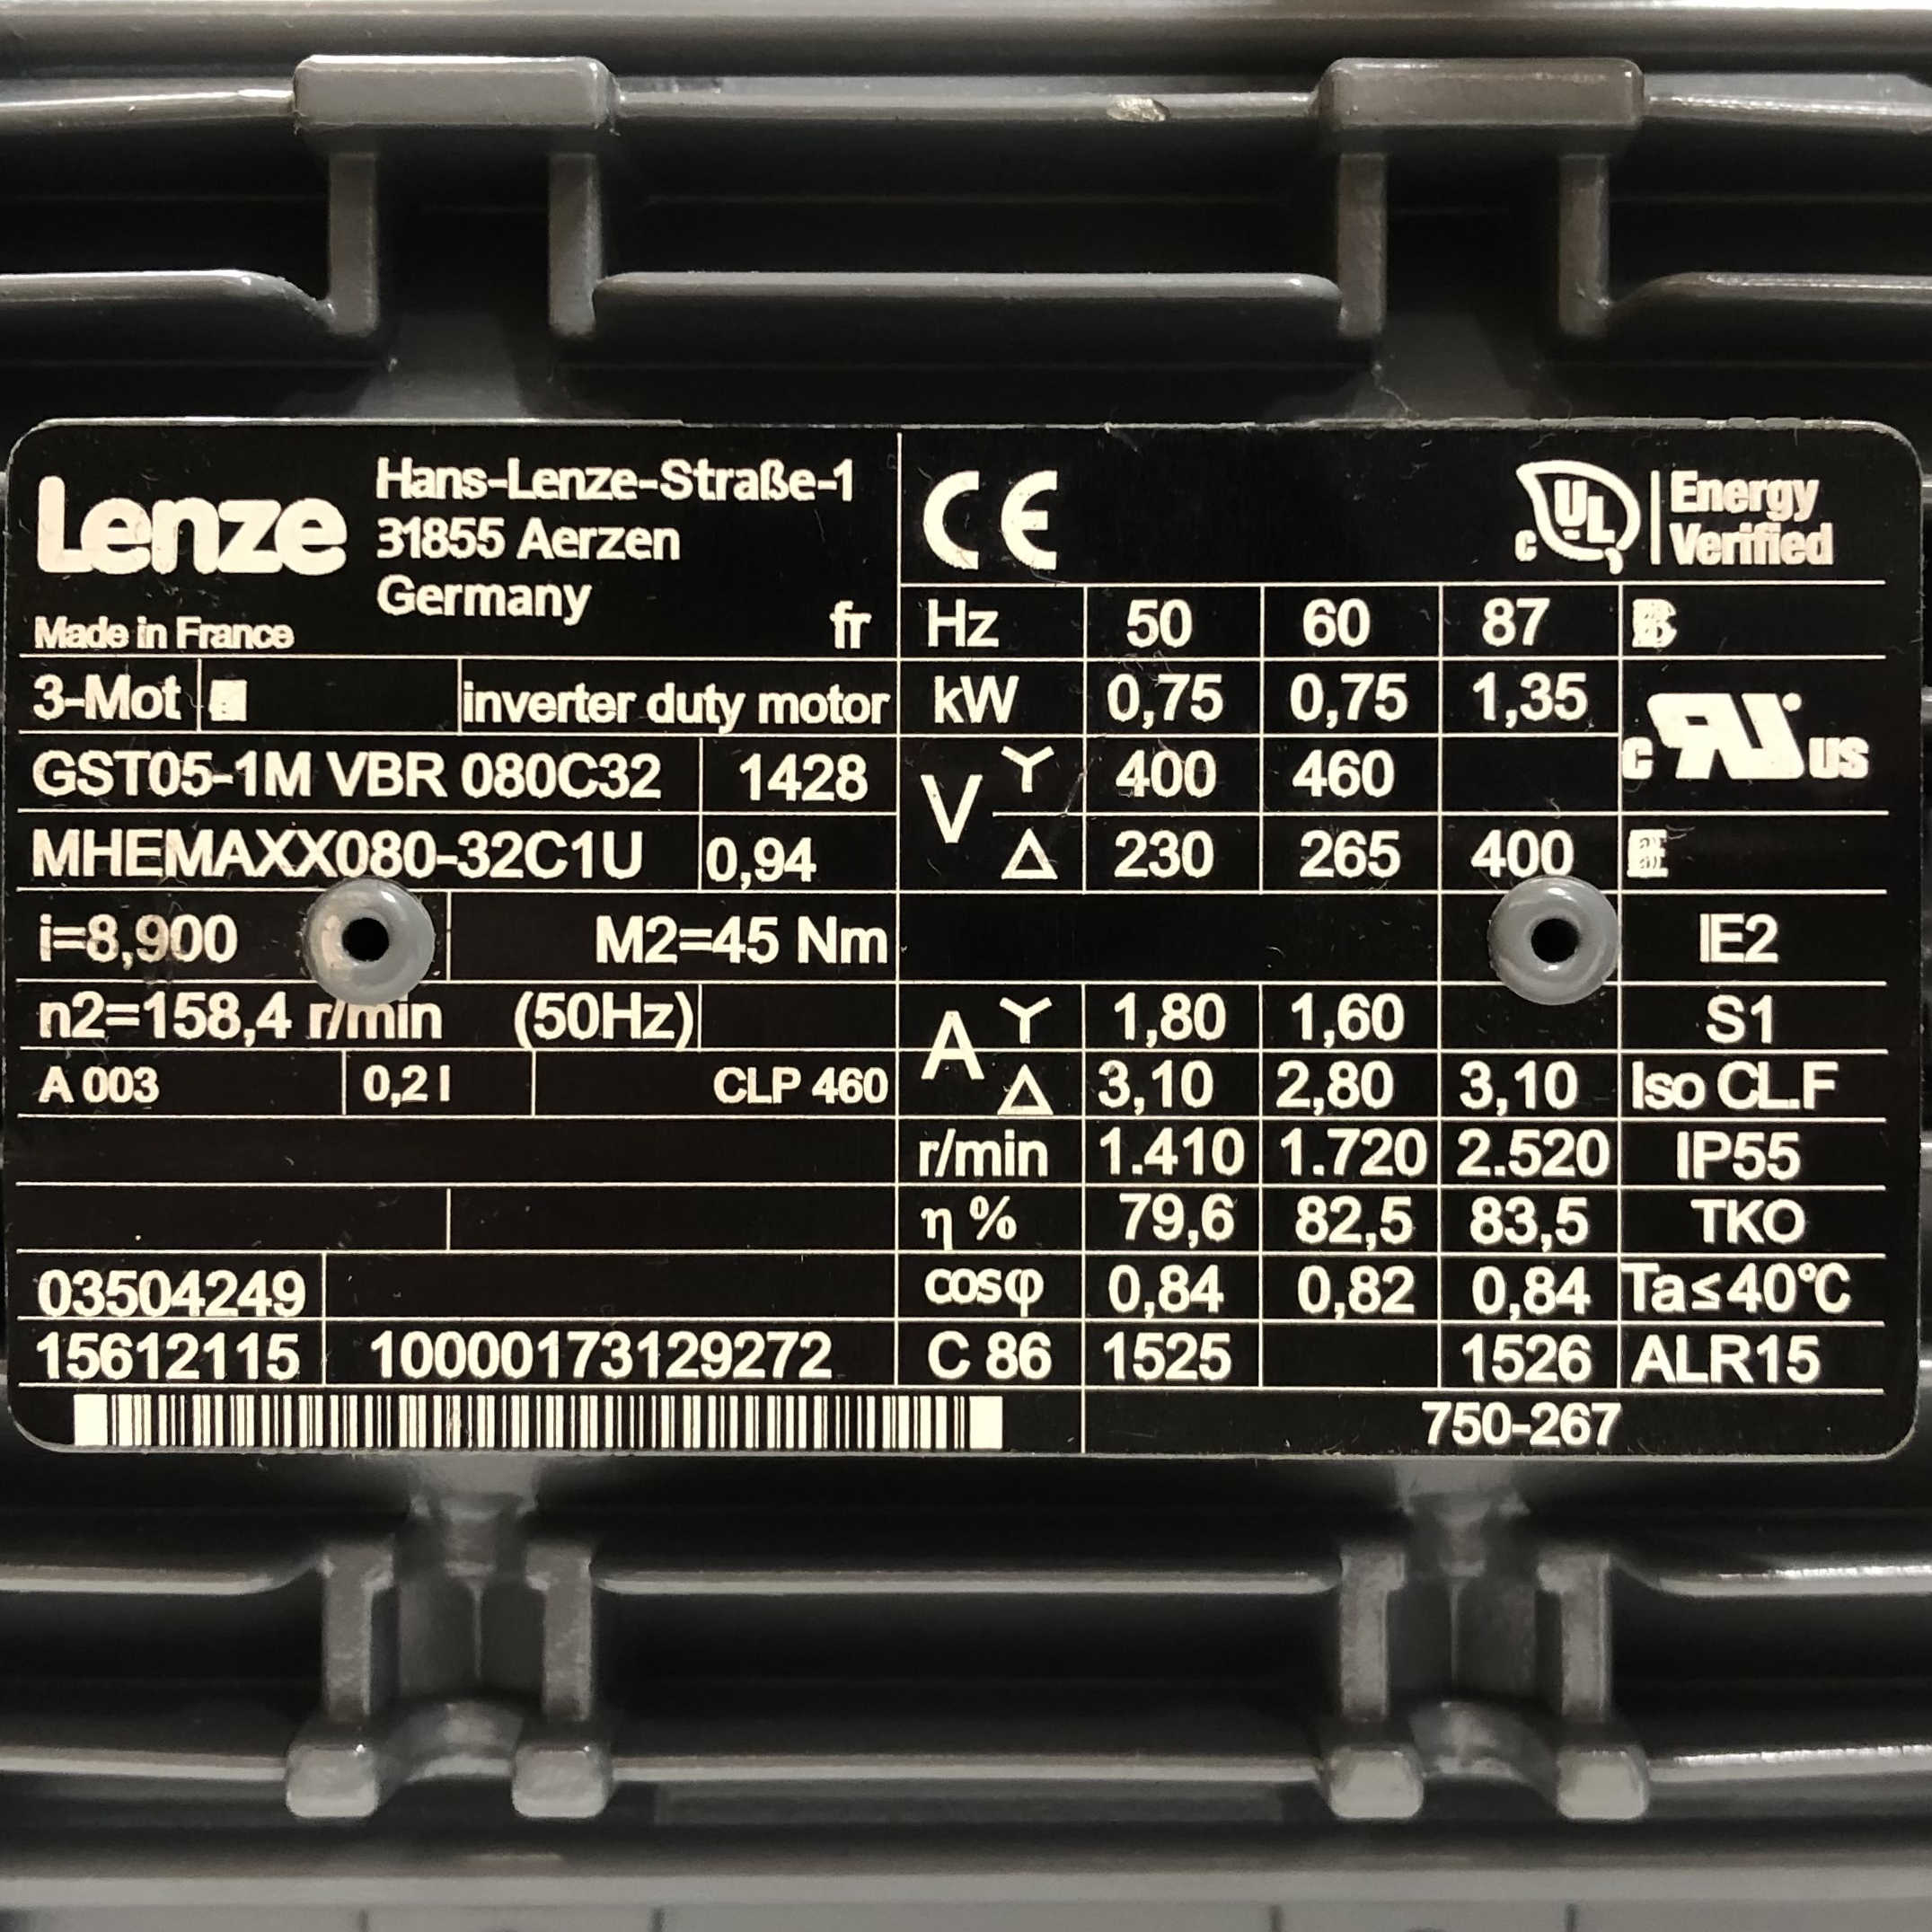 Lenze
Hans-Lenze-Straße-1
31855 Aerzen
Germany
Made in France
fr
3-Mot
inverter duty motor
GST05-1M VBR 080C32 1428
MHEMAXX080-32C1U 0,94
i=8,900 M2=45 Nm
n2=158,4 r/min (50Hz)
A 003 0,2 l CLP 460
03504249
15612115 10000173129272
CE
c UL Energy
Verified
Hz 50 60 87
kW 0,75 0,75 1,35
c US
V Y 400 460
Δ 230 265 400
IE2
A Y 1,80 1,60 S1
Δ 3,10 2,80 3,10 Iso CL.F
r/min 1.410 1.720 2.520 IP55
η % 79,6 82,5 83,5 TKO
cosφ 0,84 0,82 0,84 Ta≤40°C
C 86 1525 1526 ALR15
750-267